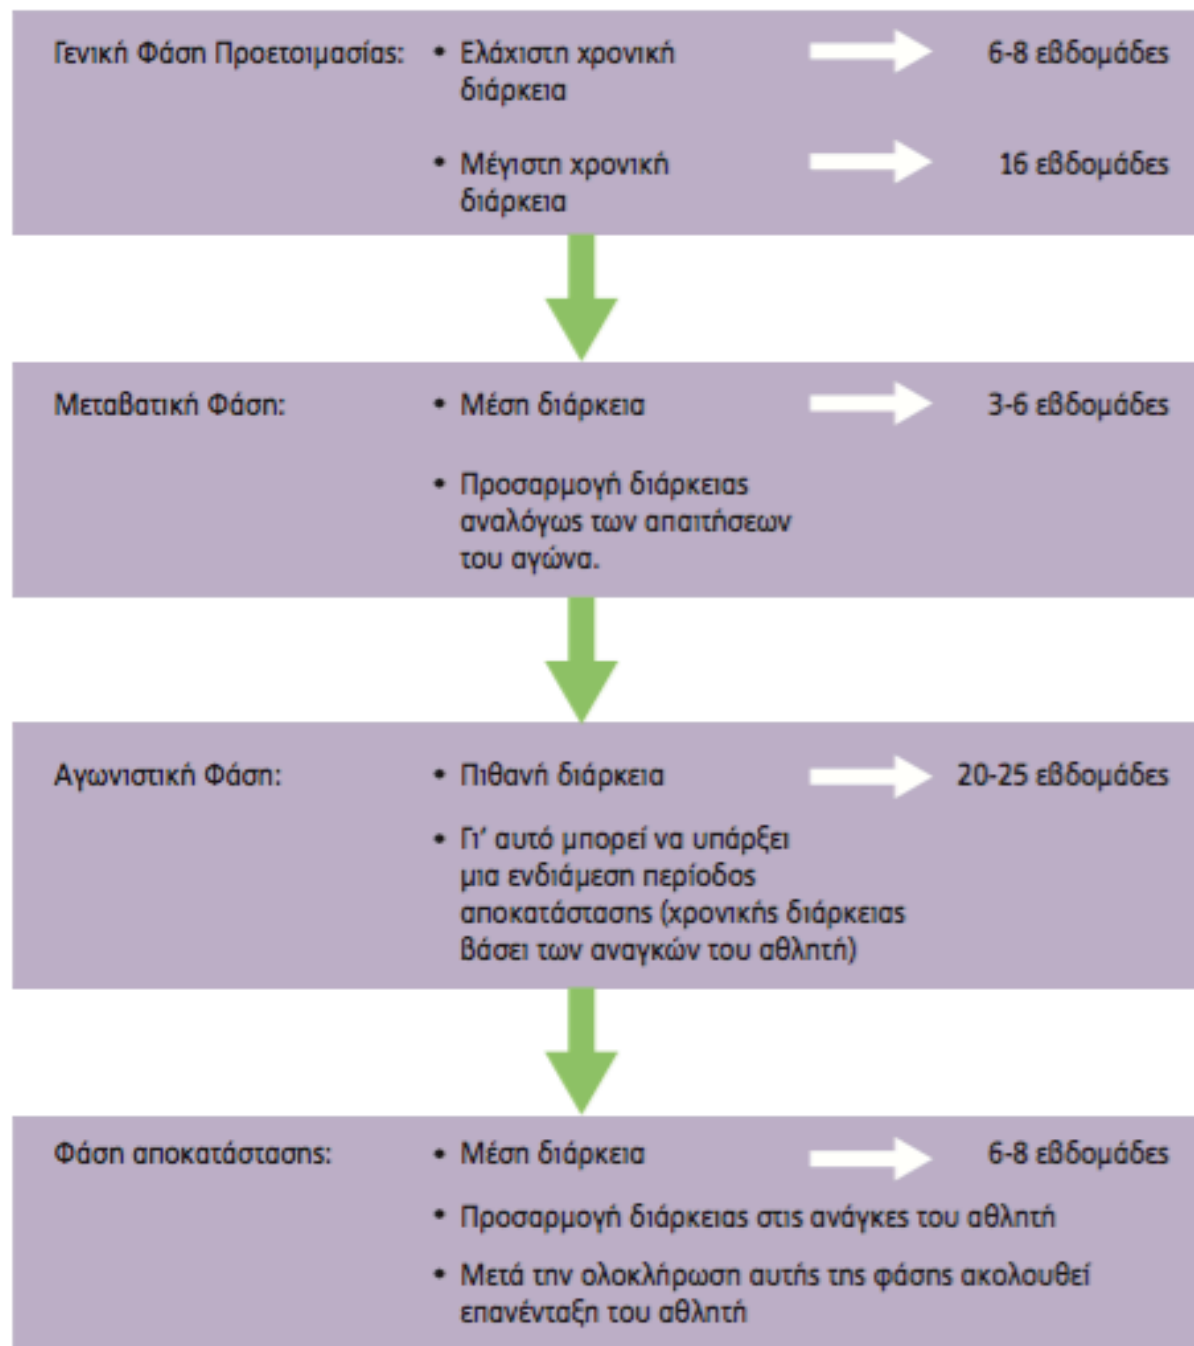 Γενική Φάση Προετοιμασίας: • Ελάχιστη χρονική 6-8 εβδομάδες
διάρκεια
• Μέγιστη χρονική 16 εβδομάδες
διάρκεια
Μεταβατική Φάση: • Μέση διάρκεια 3-6 εβδομάδες
• Προσαρμογή διάρκειας
αναλόγως των απαιτήσεων
του αγώνα.
Αγωνιστική Φάση: • Πιθανή διάρκεια 20-25 εβδομάδες
• Γι’ αυτό μπορεί να υπάρξει
μια ενδιάμεση περίοδος
αποκατάστασης (χρονικής διάρκειας
βάσει των αναγκών του αθλητή)
Φάση αποκατάστασης: • Μέση διάρκεια 6-8 εβδομάδες
• Προσαρμογή διάρκειας στις ανάγκες του αθλητή
• Μετά την ολοκλήρωση αυτής της φάσης ακολουθεί
επανένταξη του αθλητή